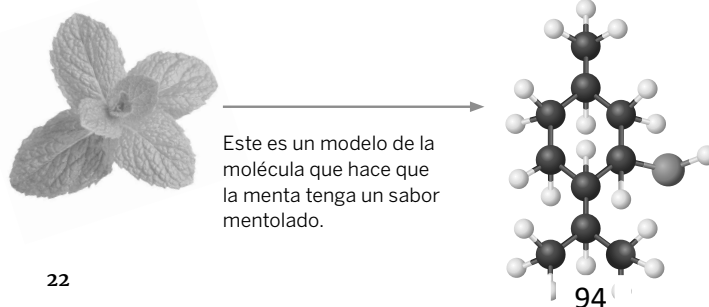 Este es un modelo de la
molécula que hace que
la menta tenga un sabor
mentolado.
22
94